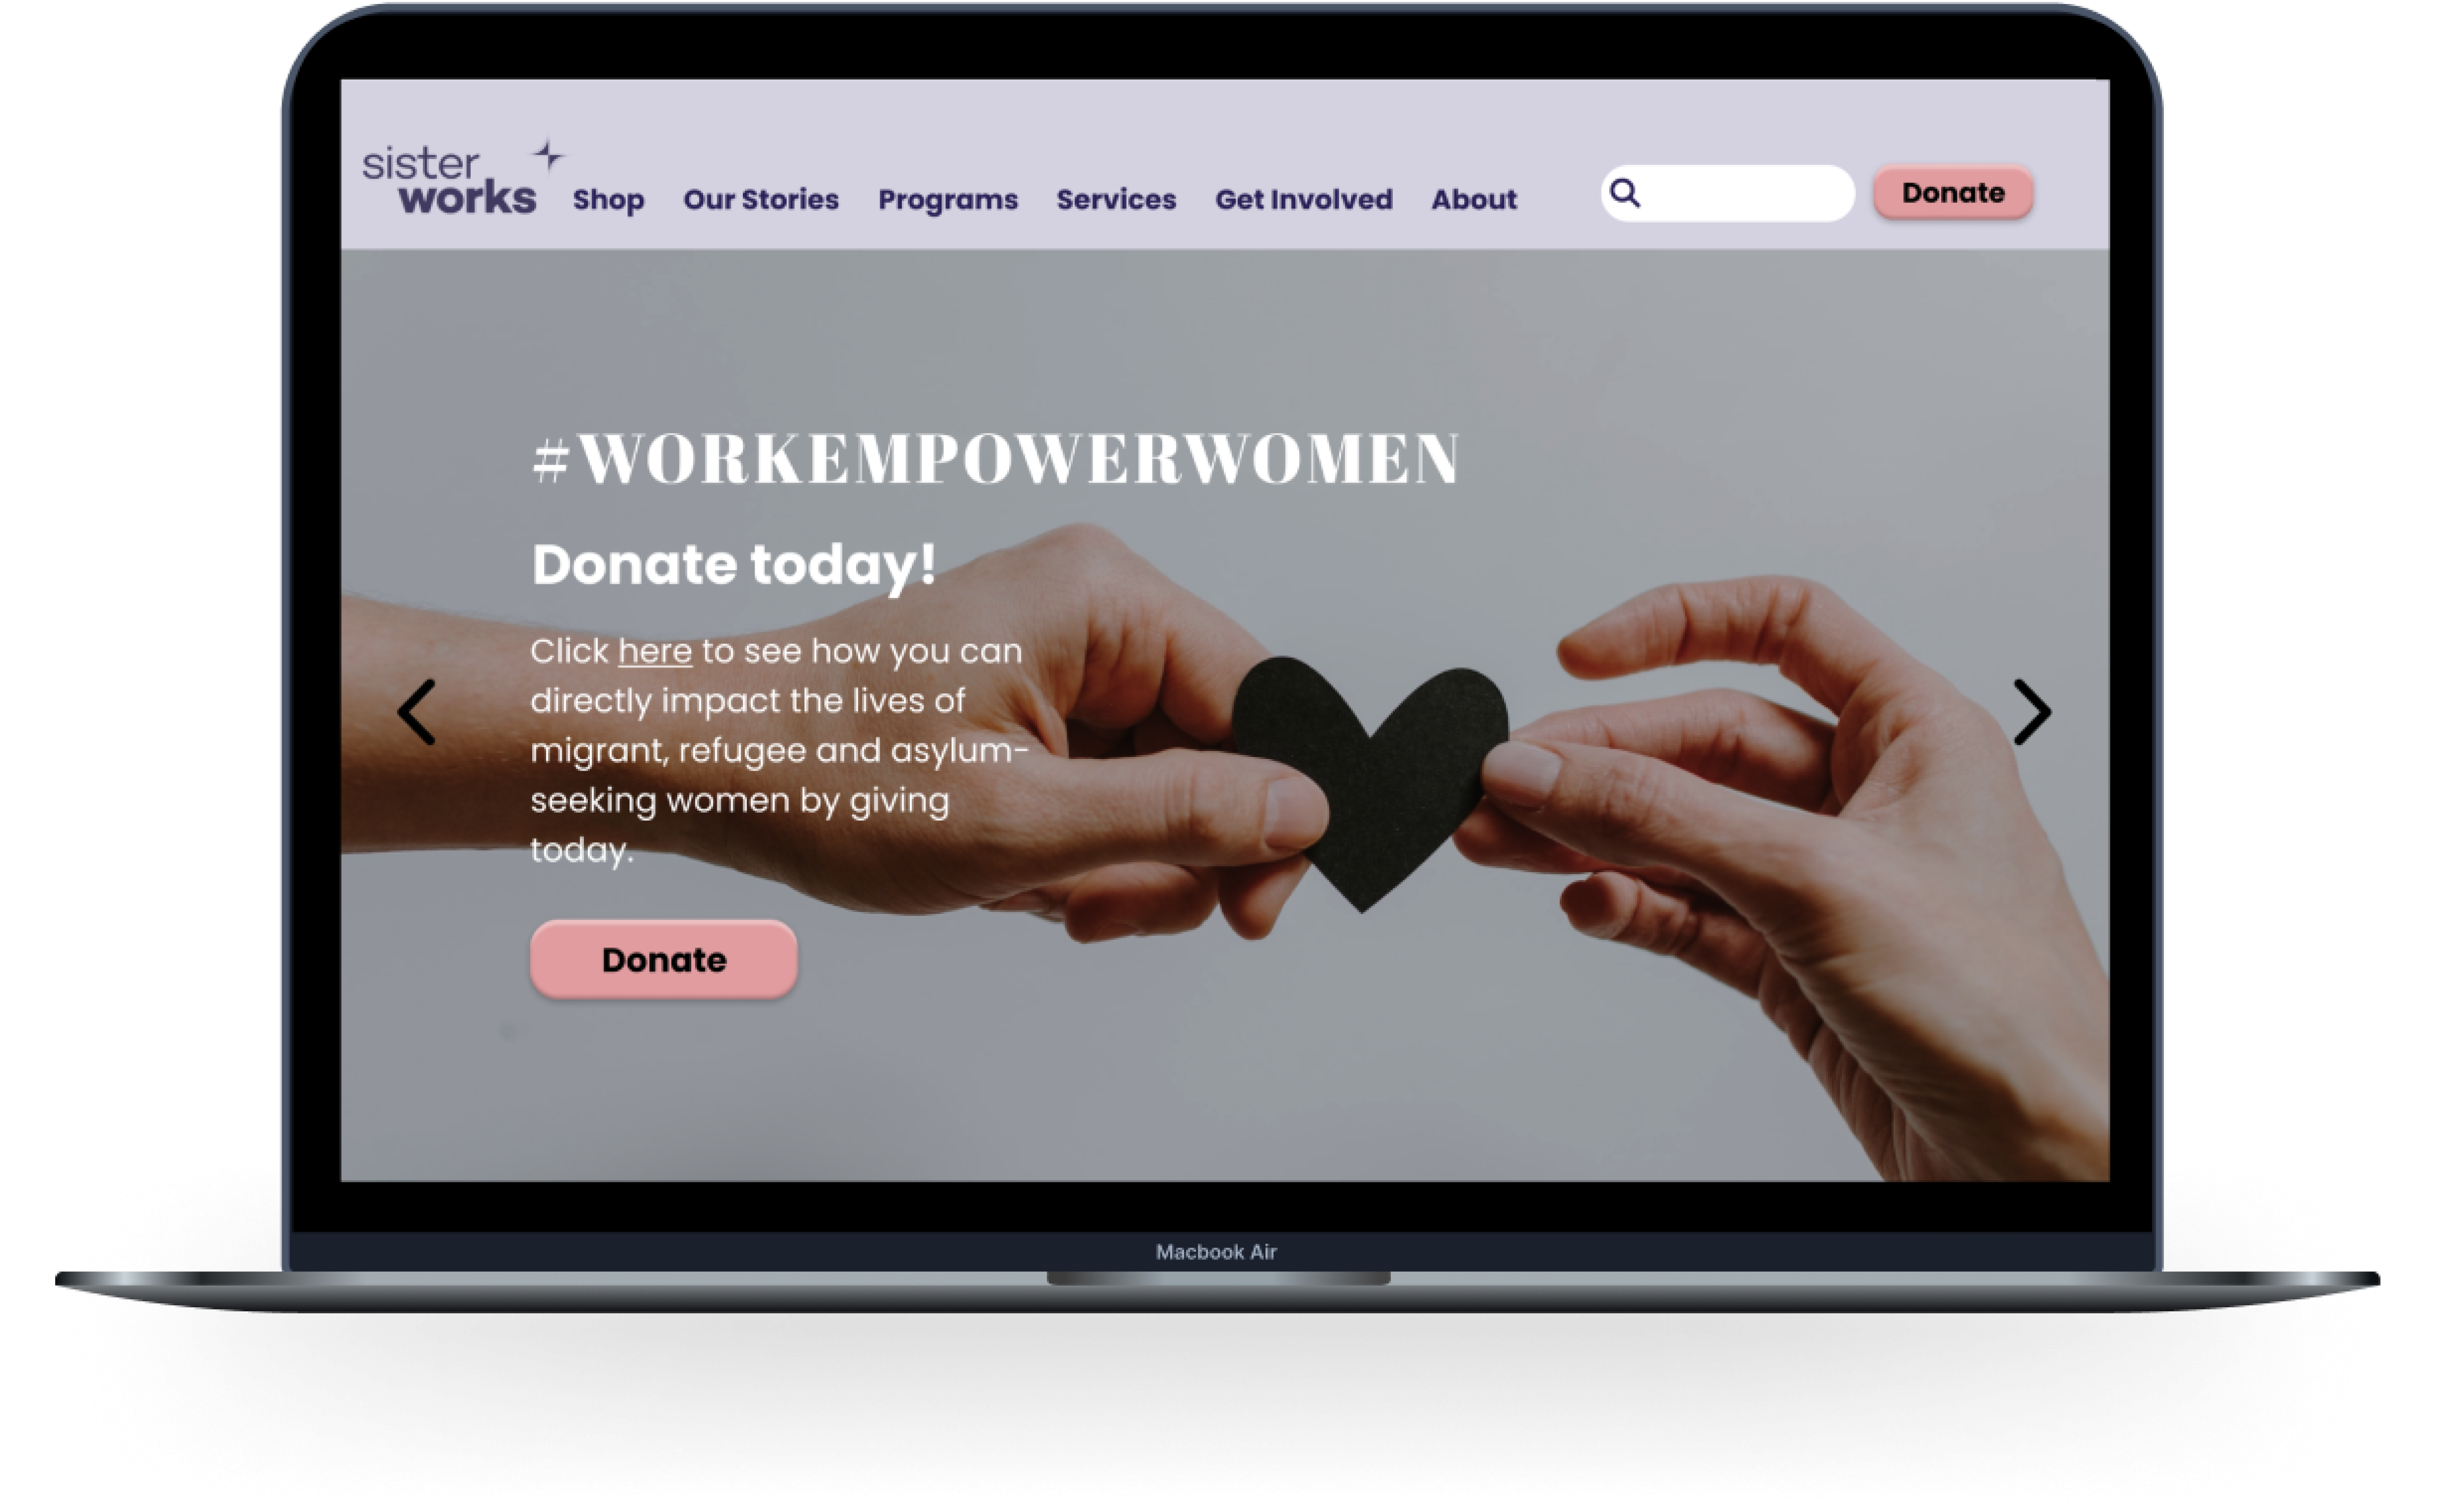 sister
works
Shop Our Stories Programs Services Get Involved About Donate
#WORKEMPOWERWOMEN
Donate today!
Click here to see how you can
directly impact the lives of
migrant, refugee and asylum-
seeking women by giving
today.
Donate
Macbook Air